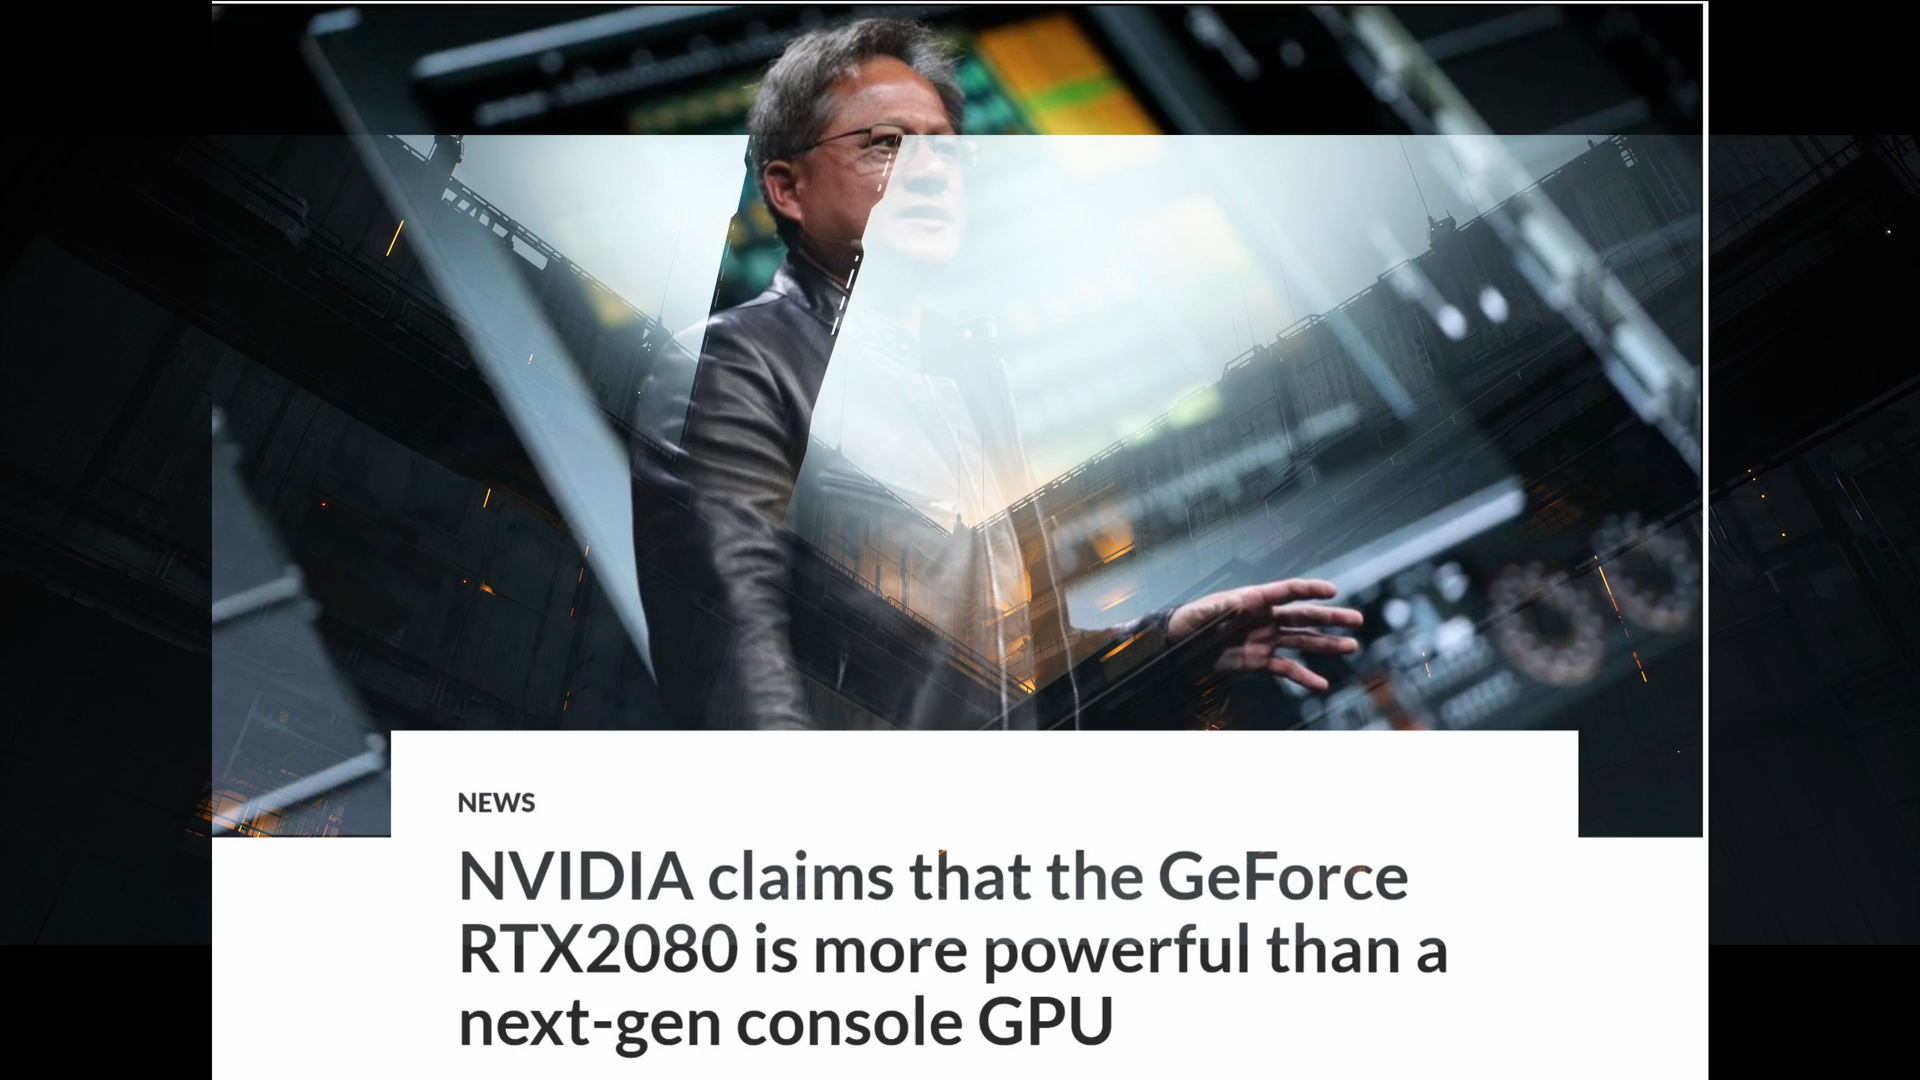 NEWS
NVIDIA claims that the GeForce
RTX2080 is more powerful than a
next-gen console GPU